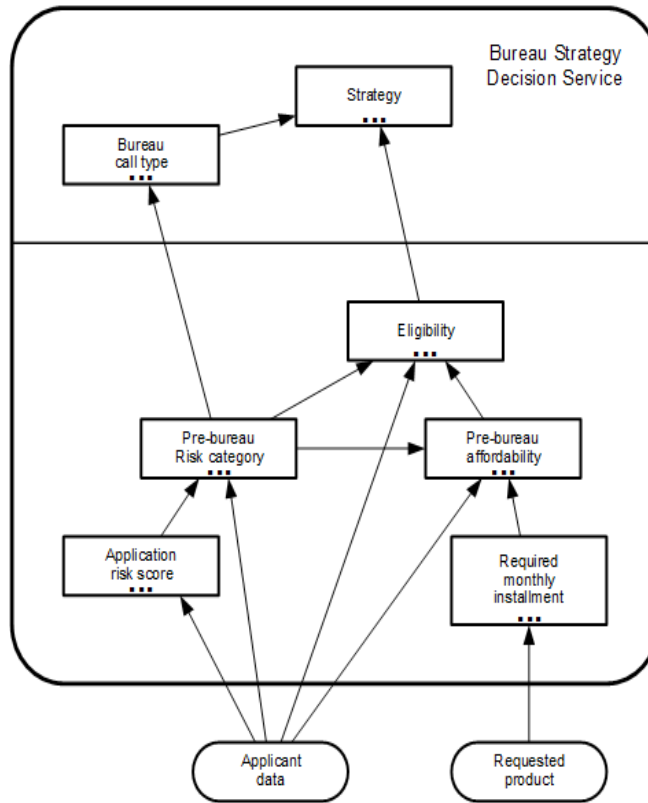 Bureau Strategy
Decision Service
Strategy
...
Bureau
call type
...
Eligibility
...
Pre-bureau
Risk category
...
Pre-bureau
affordability
...
Application
risk score
...
Required
monthly
installment
...
Applicant
data
Requested
product